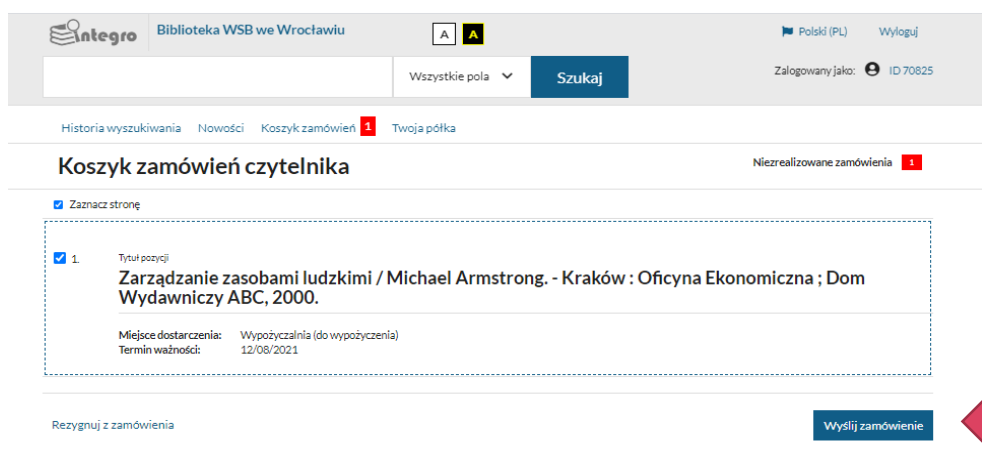 integro Biblioteka WSB we Wrocławiu A A Polski (PL) Wyloguj
Wszystkie pola Szukaj Zalogowany jako: ID 70825
Historia wyszukiwania Nowości Koszyk zamówień 1 Twoja półka
Koszyk zamówień czytelnika Niezrealizowane zamówienia 1
Zaznacz stronę
1. Tytuł pozycji
Zarządzanie zasobami ludzkimi / Michael Armstrong. - Kraków : Oficyna Ekonomiczna ; Dom
Wydawniczy ABC, 2000.
Miejsce dostarczenia: Wypożyczalnia (do wypożyczenia)
Termin ważności: 12/08/2021
Rezygnuj z zamówienia Wyślij zamówienie